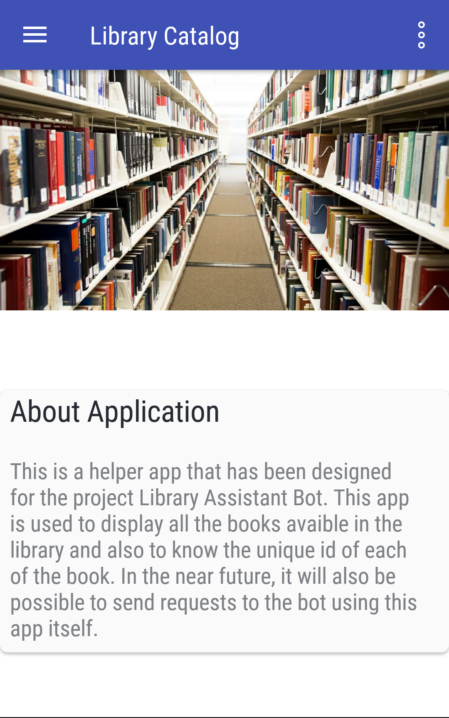 Library Catalog
About Application
This is a helper app that has been designed
for the project Library Assistant Bot. This app
is used to display all the books avaible in the
library and also to know the unique id of each
of the book. In the near future, it will also be
possible to send requests to the bot using this
app itself.